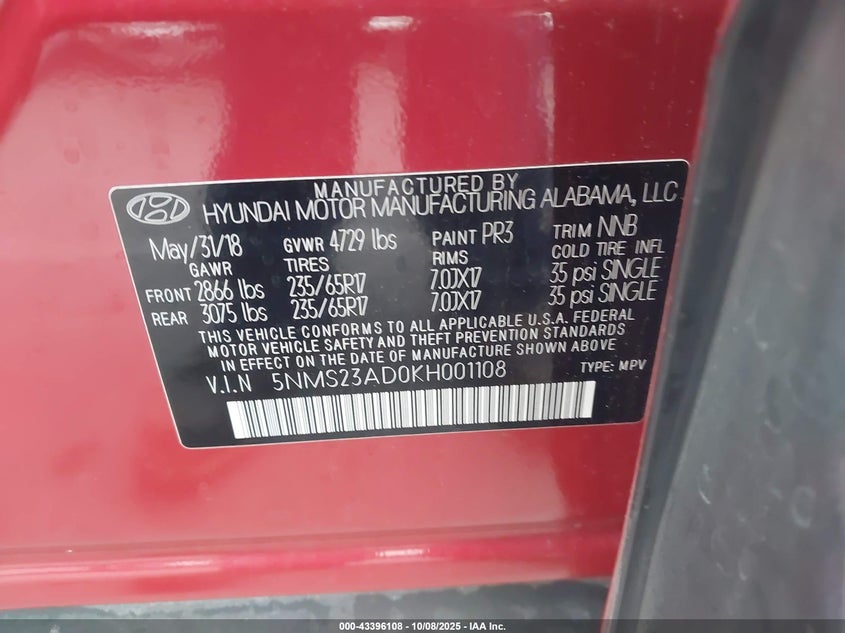 MANUFACTURED BY
HYUNDAI MOTOR MANUFACTURING ALABAMA, LLC
May/31/18 GVWR 4729 lbs PAINT PR3 TRIM NNB
GAWR TIRES RIMS COLD TIRE INFL
FRONT 2866 lbs 235/65R17 7.0JX17 35 psi SINGLE
REAR 3075 lbs 235/65R17 7.0JX17 35 psi SINGLE
THIS VEHICLE CONFORMS TO ALL APPLICABLE U.S.A. FEDERAL
MOTOR VEHICLE SAFETY AND THEFT PREVENTION STANDARDS
IN EFFECT ON THE DATE OF MANUFACTURE SHOWN ABOVE
V.I.N 5NMS23AD0KH001108 TYPE: MPV
000-43396108 - 10/08/2025 - IAA Inc.